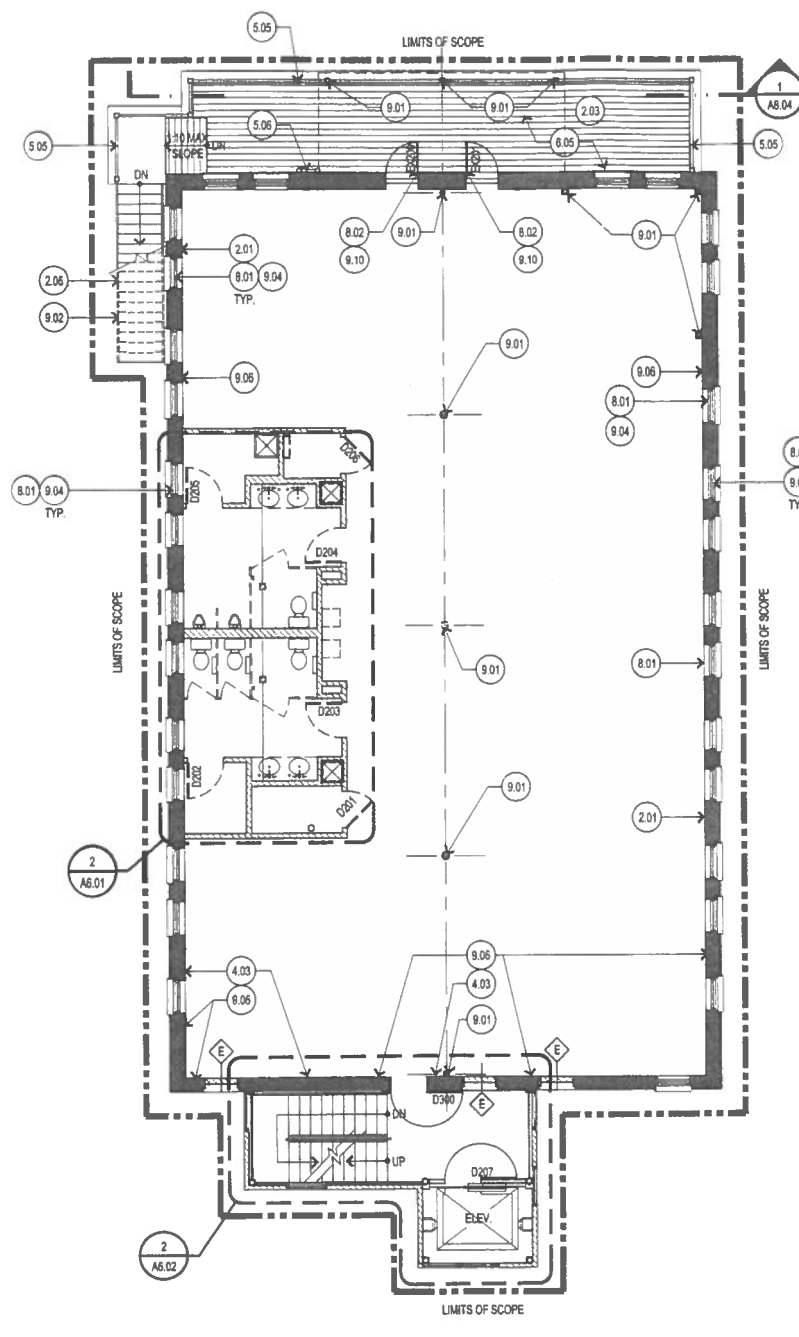 5.05
LIMITS OF SCOPE
1
A8.04
9.01
9.01
2.03
5.05
5.06
6.05
5.05
1:10 MAX
SLOPE
DN
DN
8.02
9.01
8.02
9.01
9.10
9.10
2.01
2.06
8.01
9.04
TYP.
9.02
9.01
9.06
9.06
8.01
9.04
D206
D205
8.01
9.04
TYP.
TYP
D204
LIMITS OF SCOPE
LIMITS OF SCOPE
9.01
8.01
D203
D202
D201
9.01
2.01
2
A6.01
4.03
9.06
9.06
4.03
9.01
E
E
D300
E
DN
UP
D207
ELEV.
2
A6.02
LIMITS OF SCOPE